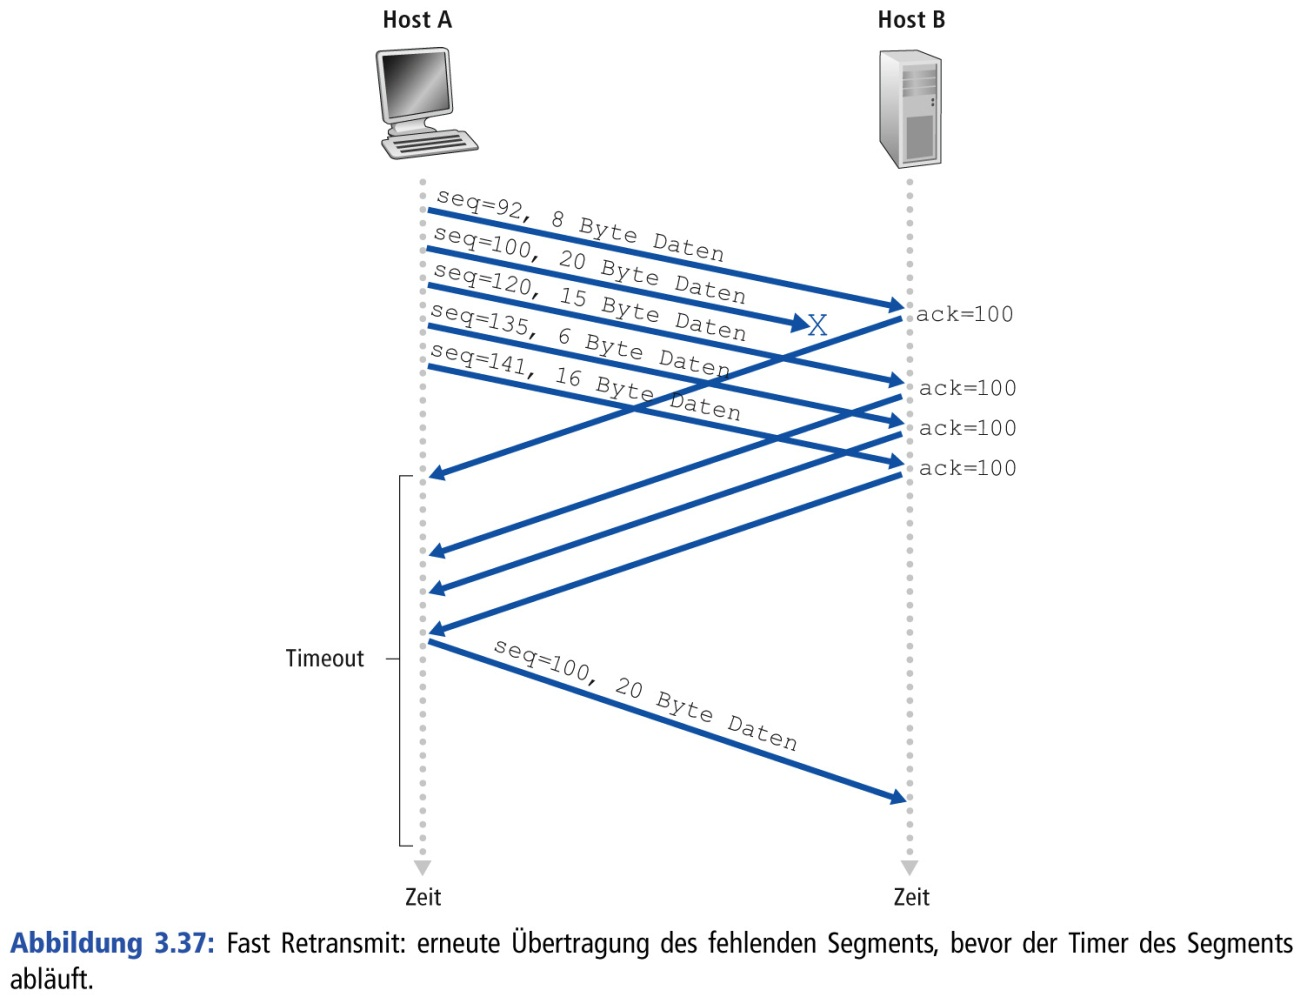 Host A
Host B
seq=92, 8 Byte Daten
seq=100, 20 Byte Daten
seq=120, 15 Byte Daten
seq=135, 6 Byte Daten
seq=141, 16 Byte Daten
X
ack=100
ack=100
ack=100
ack=100
Timeout
seq=100, 20 Byte Daten
Zeit
Zeit
Abbildung 3.37: Fast Retransmit: erneute Übertragung des fehlenden Segments, bevor der Timer des Segments
abläuft.